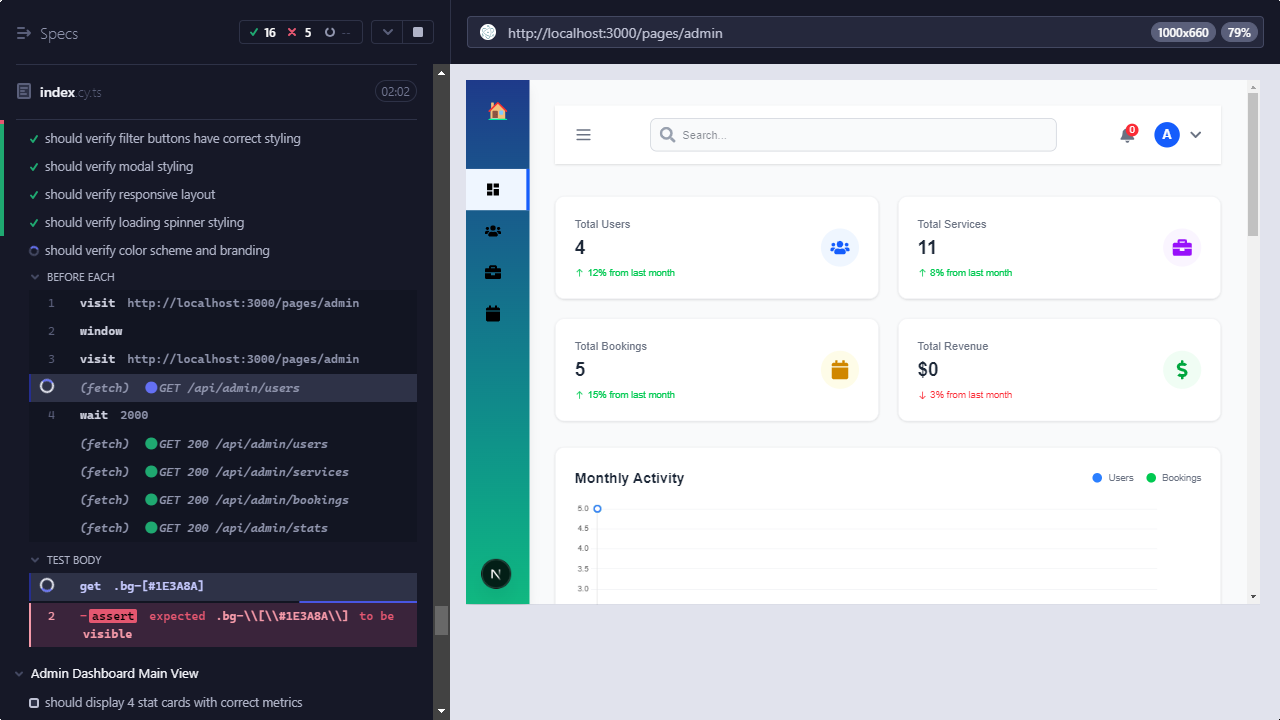 Specs
16
5
--
http://localhost:3000/pages/admin
1000x660
79%
index.cy.ts
02:02
should verify filter buttons have correct styling
should verify modal styling
should verify responsive layout
should verify loading spinner styling
should verify color scheme and branding
BEFORE EACH
1 visit http://localhost:3000/pages/admin
2 window
3 visit http://localhost:3000/pages/admin
(fetch) GET /api/admin/users
4 wait 2000
(fetch) GET 200 /api/admin/users
(fetch) GET 200 /api/admin/services
(fetch) GET 200 /api/admin/bookings
(fetch) GET 200 /api/admin/stats
TEST BODY
get .bg-[#1E3A8A]
2 -assert expected .bg-\\[\\#1E3A8A\\] to be
visible
Admin Dashboard Main View
should display 4 stat cards with correct metrics
Search...
0
A
Total Users
4
↑ 12% from last month
Total Services
11
↑ 8% from last month
Total Bookings
5
↑ 15% from last month
Total Revenue
$0
$
↓ 3% from last month
Monthly Activity
Users
Bookings
5.0
4.5
4.0
3.5
3.0
N